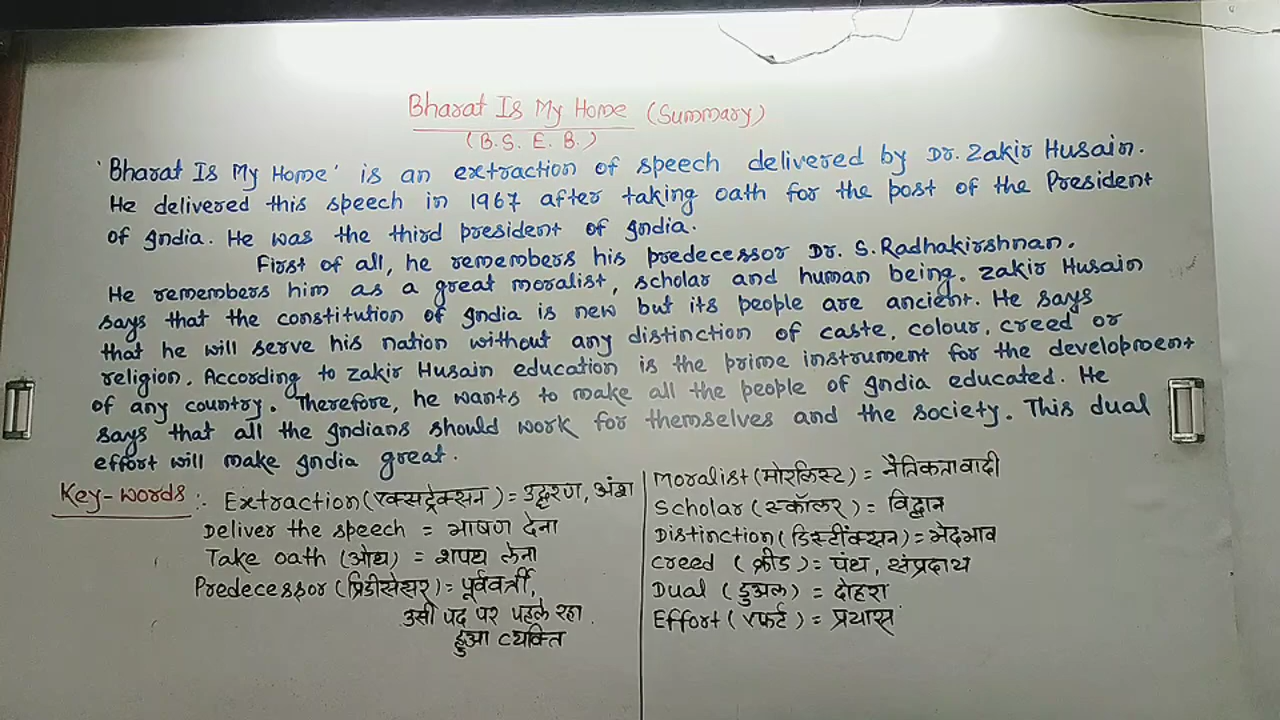 Bharat Is My Home (Summary)
(B. S. E. B.)
'Bharat Is My Home' is an extraction of speech delivered by Dr. Zakir Husain.
He delivered this speech in 1967 after taking oath for the post of the President
of India. He was the third president of India.
First of all, he remembers his predecessor Dr. S. Radhakirshnan.
He remembers him as a great moralist, scholar and human being. Zakir Husain
says that the constitution of India is new but its people are ancient. He says
that he will serve his nation without any distinction of caste, colour, creed or
religion. According to Zakir Husain education is the prime instrument for the development
of any country. Therefore, he wants to make all the people of India educated. He
says that all the Indians should work for themselves and the society. This dual
effort will make India great.
Key-words :-
Extraction (एक्सट्रेक्सन) = उद्धरण, अंश
Deliver the speech = भाषण देना
Take oath (ओथ) = शपथ लेना
Predecessor (प्रिडीसेसर) = पूर्ववर्त्ती,
उसी पद पर पहले रहा
हुआ व्यक्ति
Moralist (मोरलिस्ट) = नैतिकतावादी
Scholar (स्कॉलर) = विद्वान
Distinction (डिस्टींक्सन) = भेदभाव
Creed (क्रीड) = पंथ, संप्रदाय
Dual (डुअल) = दोहरा
Effort (एफर्ट) = प्रयास